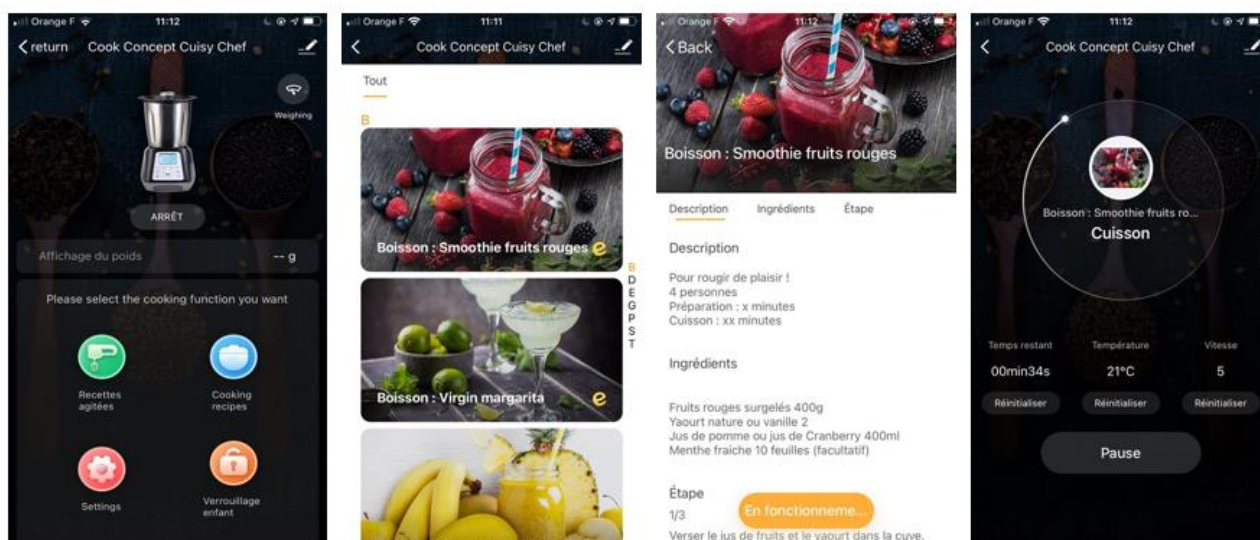 Orange F 11:12
return Cook Concept Cuisy Chef
Weighing
ARRÊT
Affichage du poids -- g
Please select the cooking function you want
Recettes agitées
Cooking recipes
Settings
Verrouillage enfant
Orange F 11:11
Cook Concept Cuisy Chef
Tout
B
Boisson : Smoothie fruits rouges e
Boisson : Virgin margarita e
B
D
E
G
P
S
T
Orange F 11:12
Back
Boisson : Smoothie fruits rouges
Description Ingrédients Étape
Description
Pour rougir de plaisir !
4 personnes
Préparation : x minutes
Cuisson : xx minutes
Ingrédients
Fruits rouges surgelés 400g
Yaourt nature ou vanille 2
Jus de pomme ou jus de Cranberry 400ml
Menthe fraiche 10 feuilles (facultatif)
Étape
1/3
En fonctionneme...
Verser le jus de fruits et le yaourt dans la cuve.
Orange F 11:12
Cook Concept Cuisy Chef
Boisson : Smoothie fruits ro...
Cuisson
Temps restant Température Vitesse
00min34s 21°C 5
Réinitialiser Réinitialiser Réinitialiser
Pause